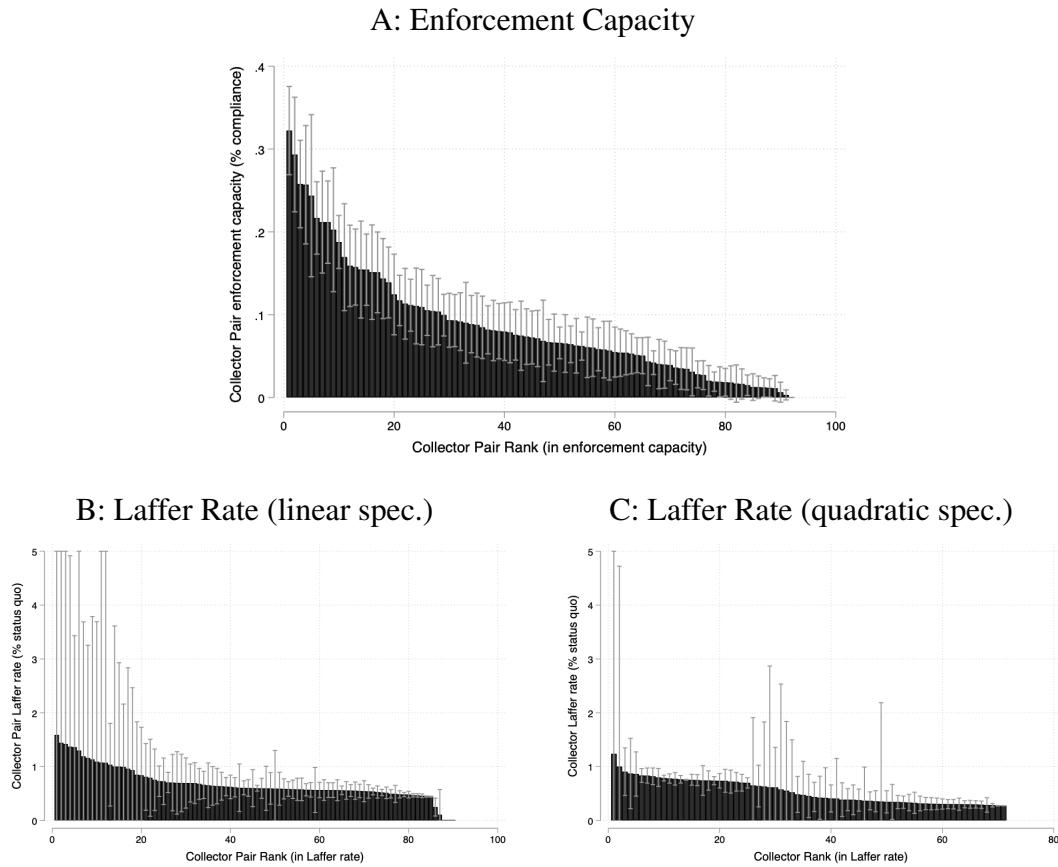 A: Enforcement Capacity
Collector Pair enforcement capacity (% compliance)
.4
.3
.2
.1
0
0 20 40 60 80 100
Collector Pair Rank (in enforcement capacity)
B: Laffer Rate (linear spec.)
Collector Pair Laffer rate (% status quo)
5
4
3
2
1
0
0 20 40 60 80 100
Collector Pair Rank (in Laffer rate)
C: Laffer Rate (quadratic spec.)
Collector Laffer rate (% status quo)
5
4
3
2
1
0
0 20 40 60 80
Collector Rank (in Laffer rate)